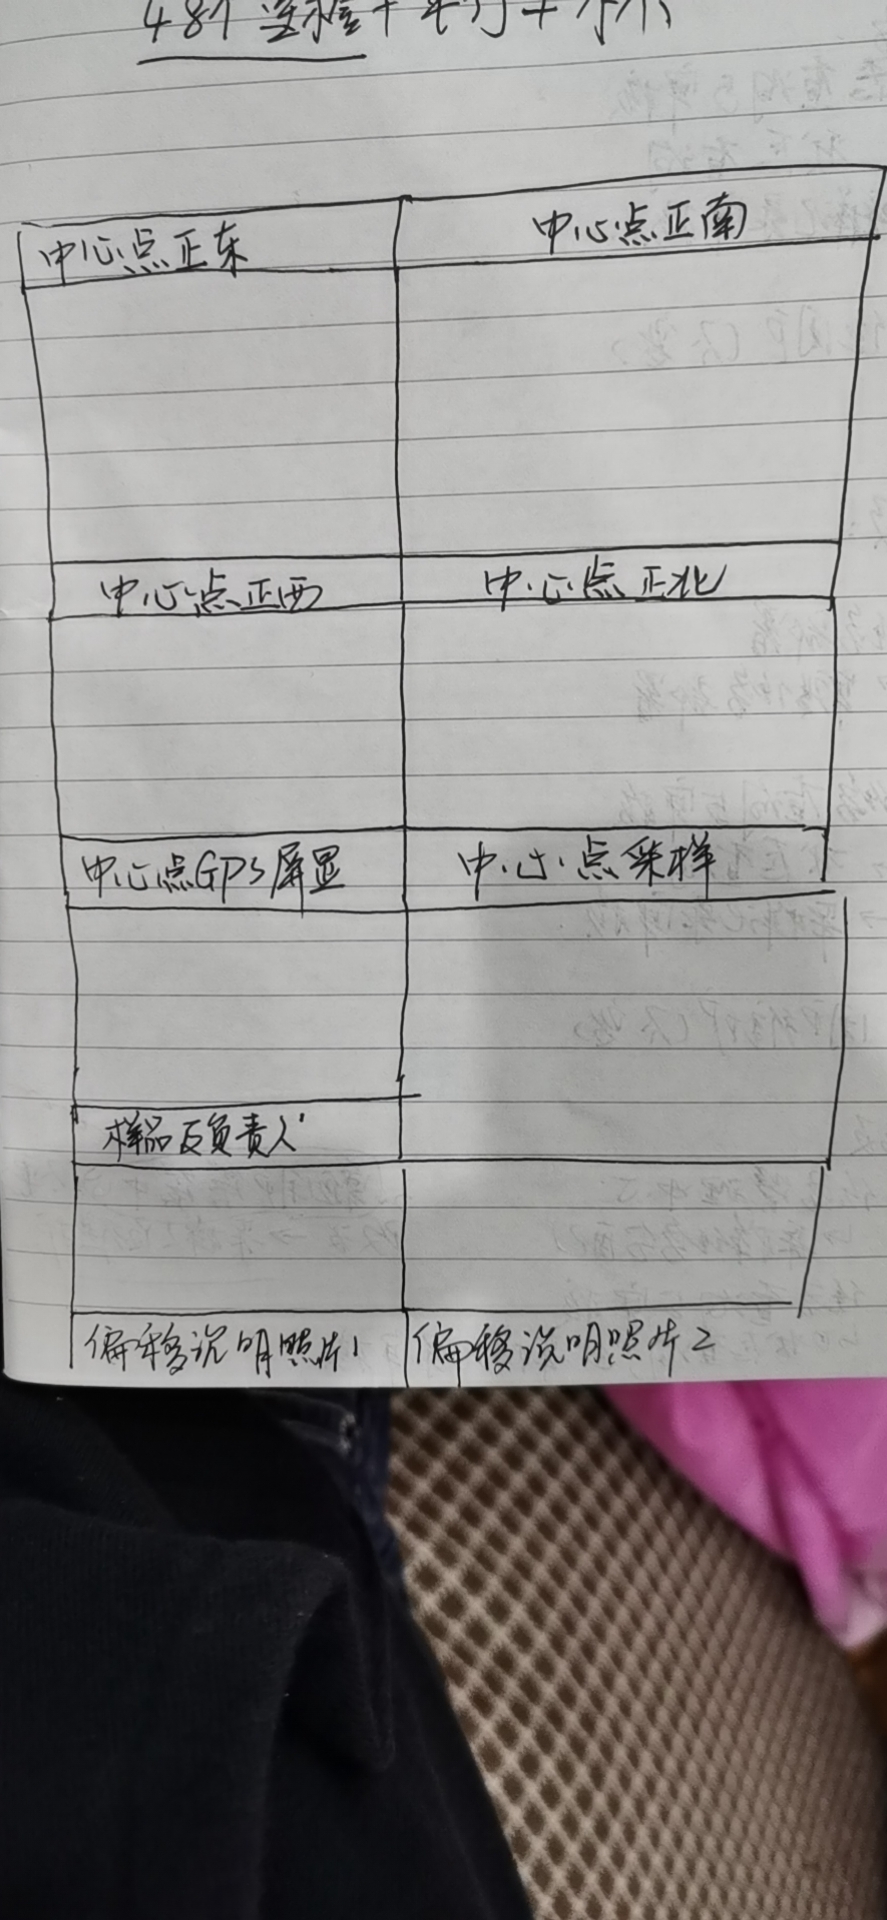 中心点正东 中心点正南
中心点正西 中心点正北
中心点GPS屏显 中心点采样
样品及负责人
偏移说明照片1 偏移说明照片2